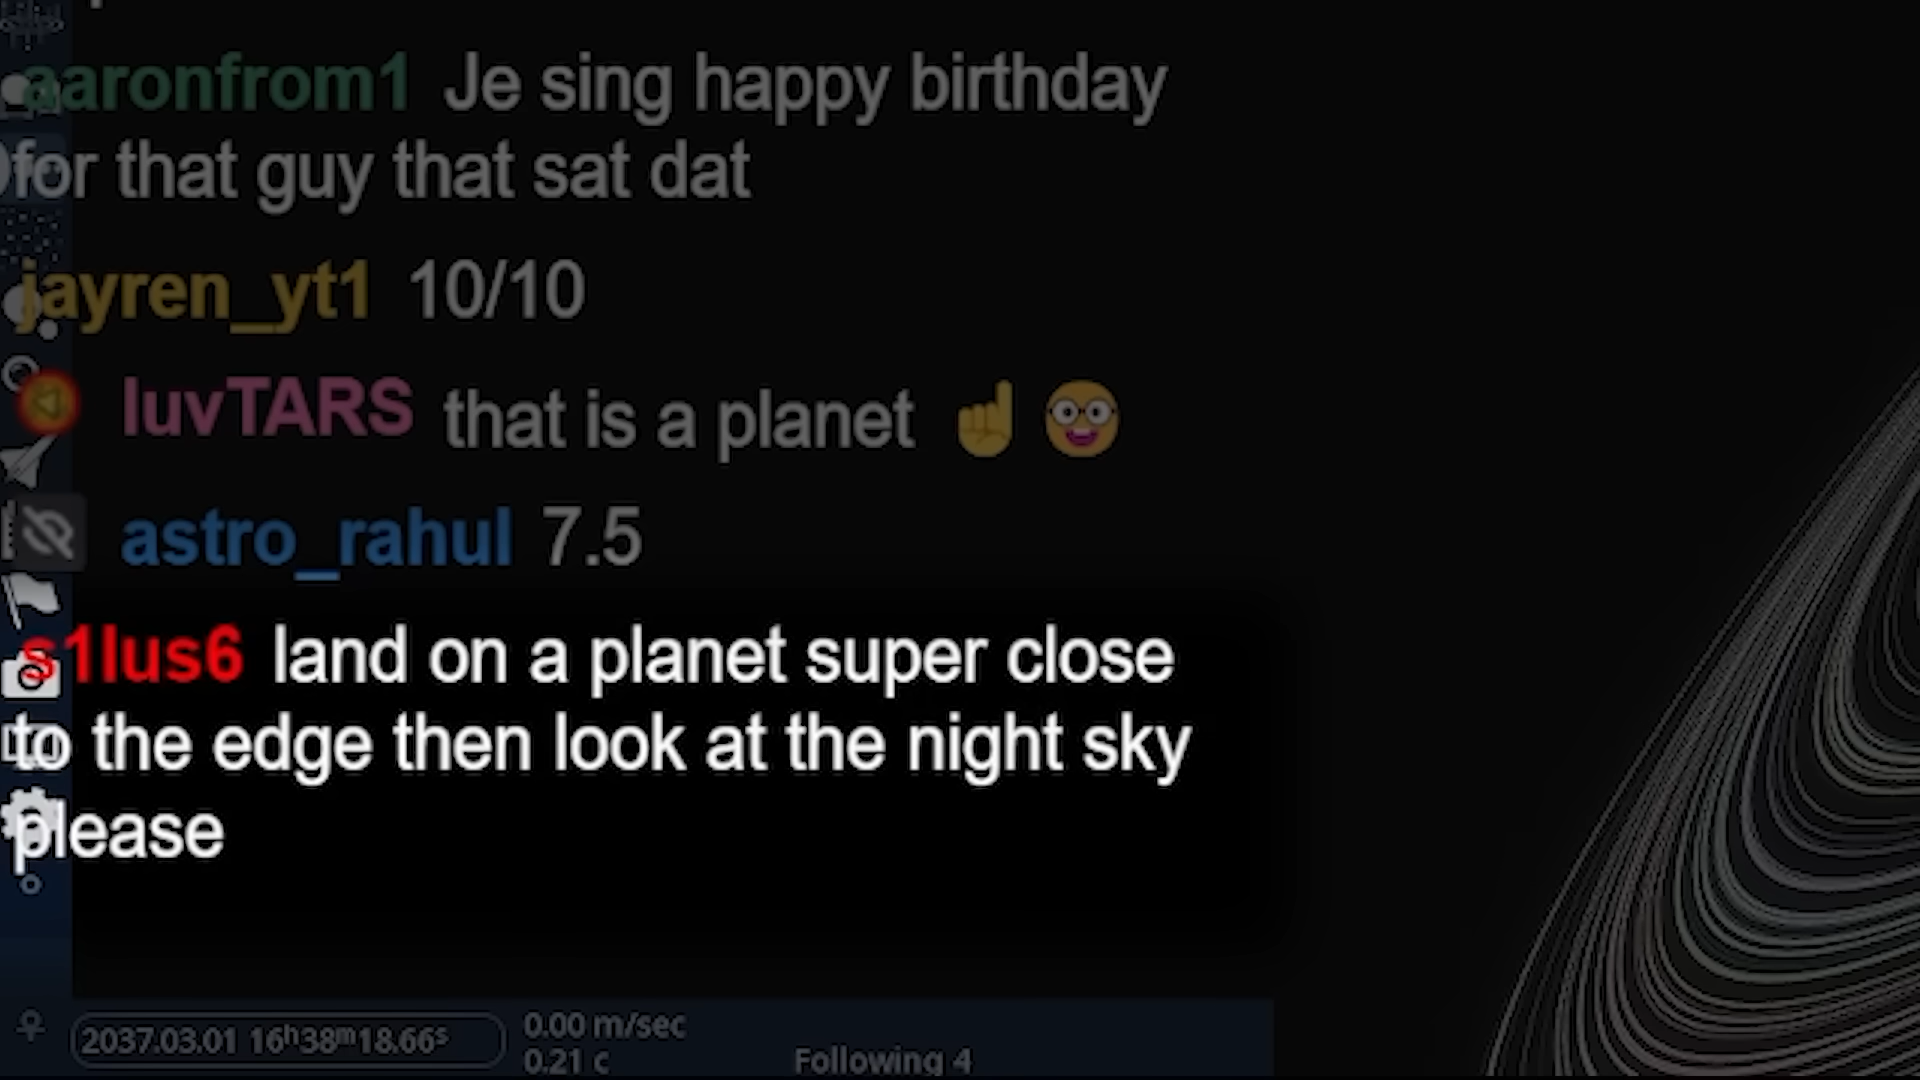 aaronfrom1 Je sing happy birthday
for that guy that sat dat
jayren_yt1 10/10
luvTARS that is a planet ☝️ 🤓
astro_rahul 7.5
s1lus6 land on a planet super close
to the edge then look at the night sky
please
2037.03.01 16h38m18.66s 0.00 m/sec
0.21 c Following 4